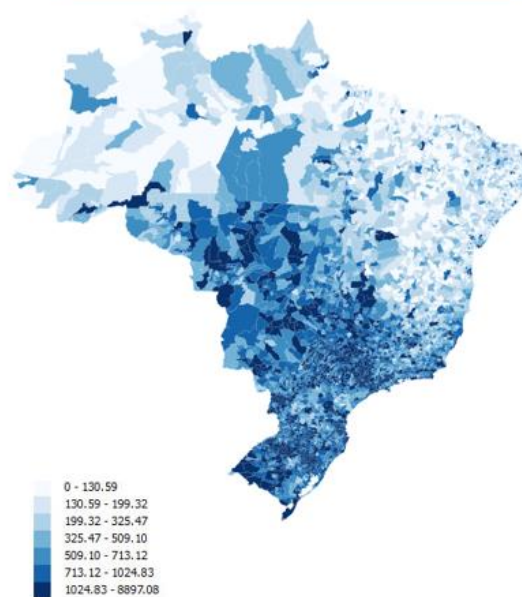 0 - 130.59
130.59 - 199.32
199.32 - 325.47
325.47 - 509.10
509.10 - 713.12
713.12 - 1024.83
1024.83 - 8897.08